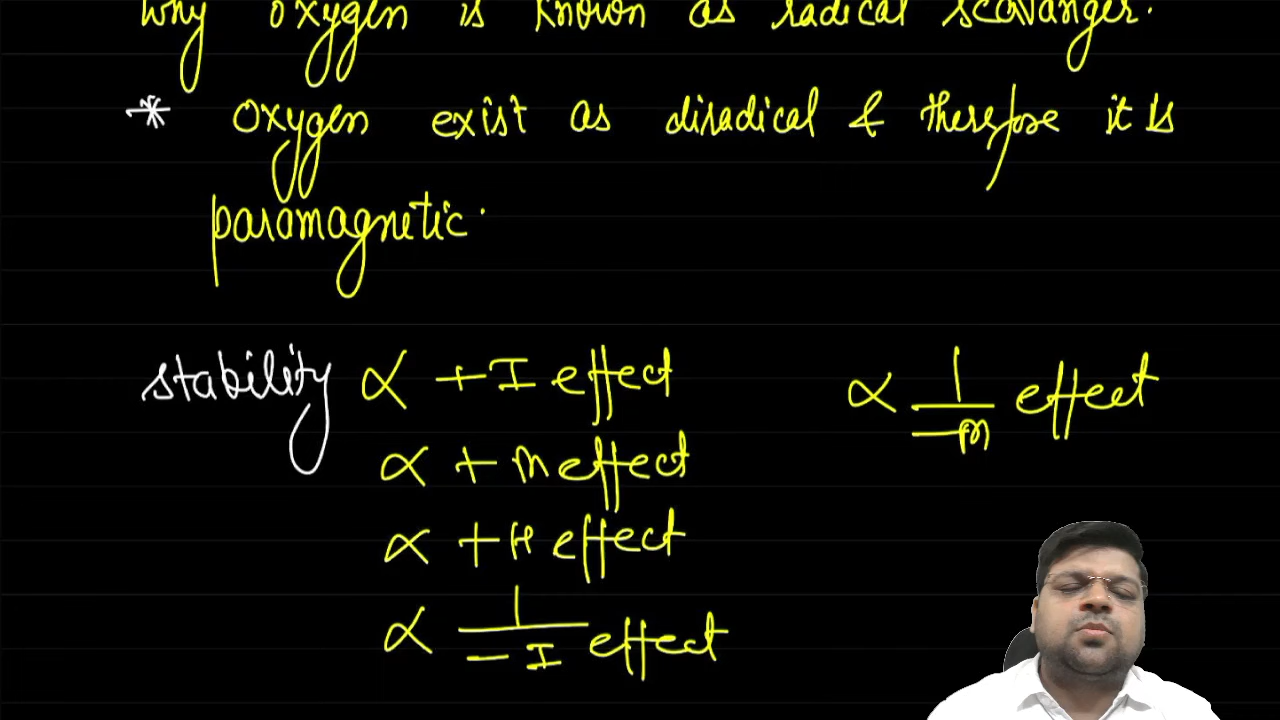 why oxygen is known as radical scavanger.
* oxygen exist as diradical & therefore it is
paramagnetic.
stability ∝ +I effect
∝ +m effect
∝ +H effect
∝ 1/-I effect
∝ 1/-m effect